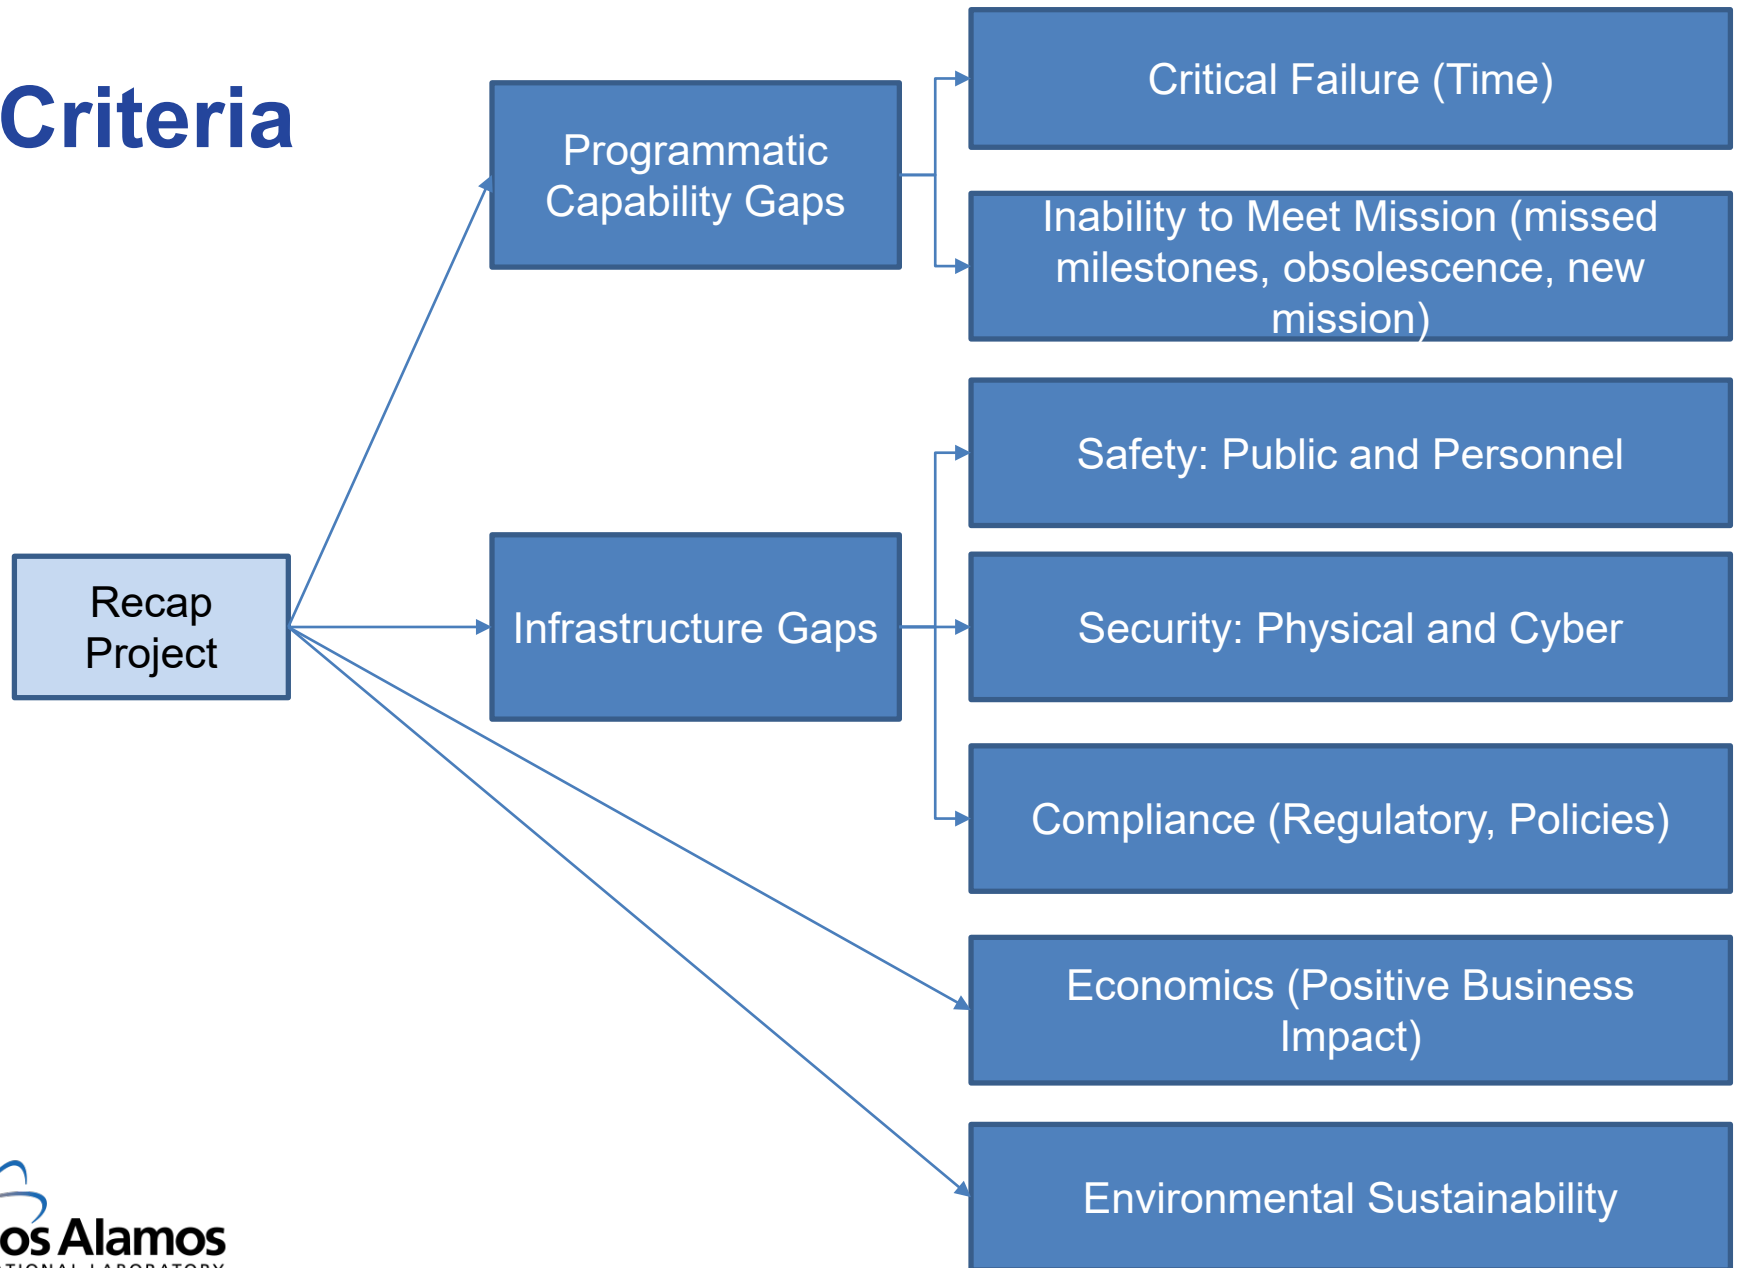 Criteria
Programmatic
Capability Gaps
Critical Failure (Time)
Inability to Meet Mission (missed
milestones, obsolescence, new
mission)
Safety: Public and Personnel
Recap
Project
Infrastructure Gaps
Security: Physical and Cyber
Compliance (Regulatory, Policies)
Economics (Positive Business
Impact)
Environmental Sustainability
os Alamos
ATIONAL LABORATORY